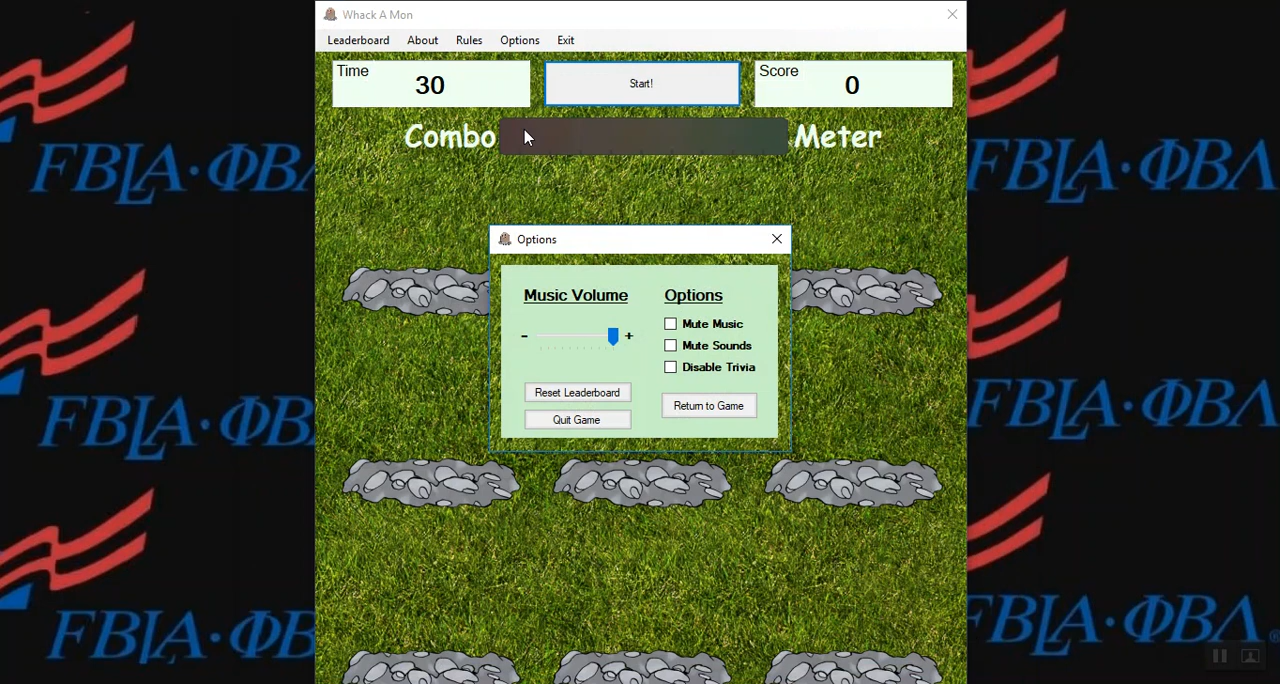 Whack A Mon
Leaderboard About Rules Options Exit
Time
30
Start!
Score
0
Combo Meter
Options
Music Volume
- +
Options
Mute Music
Mute Sounds
Disable Trivia
Reset Leaderboard
Quit Game
Return to Game
FBLA·ΦΒΛ
FBLA·ΦΒΛ
FBLA·ΦΒΛ
FBLA·ΦΒΛ
FBLA·ΦΒΛ
FBLA·ΦΒΛ